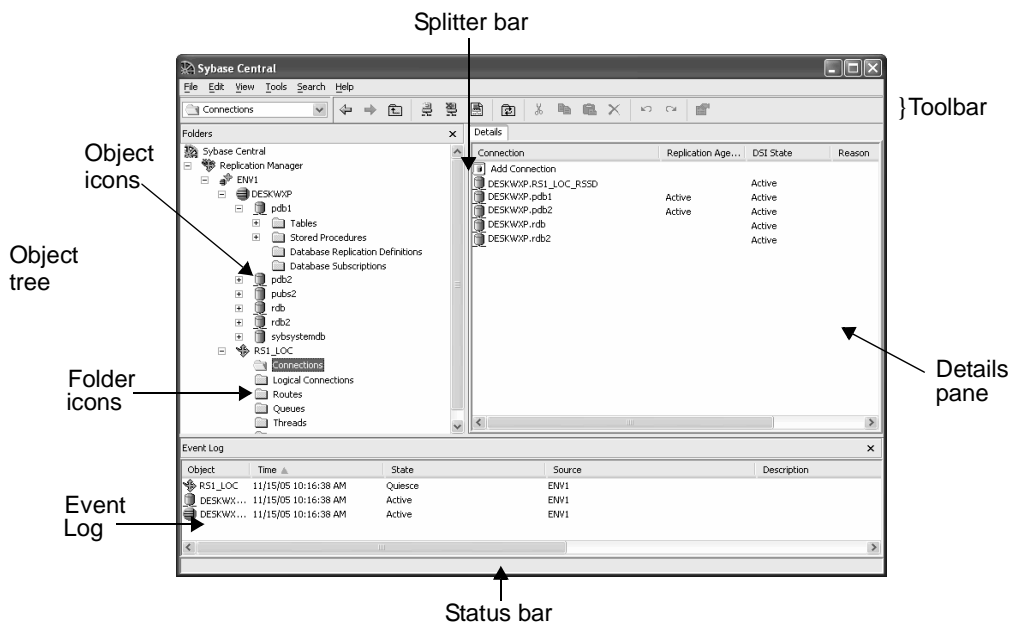 Splitter bar
Sybase Central
File Edit View Tools Search Help
Connections
}Toolbar
Folders
Details
Object
icons
Object
tree
Folder
icons
Sybase Central
Replication Manager
ENV1
DESKWXP
pdb1
Tables
Stored Procedures
Database Replication Definitions
Database Subscriptions
pdb2
pubs2
rdb
rdb2
sybsystemdb
RS1_LOC
Connections
Logical Connections
Routes
Queues
Threads
Connection Replication Age... DSI State Reason
Add Connection
DESKWXP.RS1_LOC_RSSD Active
DESKWXP.pdb1 Active Active
DESKWXP.pdb2 Active Active
DESKWXP.rdb Active
DESKWXP.rdb2 Active
Details
pane
Event Log
Object Time State Source Description
RS1_LOC 11/15/05 10:16:38 AM Quiesce ENV1
DESKWX... 11/15/05 10:16:38 AM Active ENV1
DESKWX... 11/15/05 10:16:38 AM Active ENV1
Event
Log
Status bar